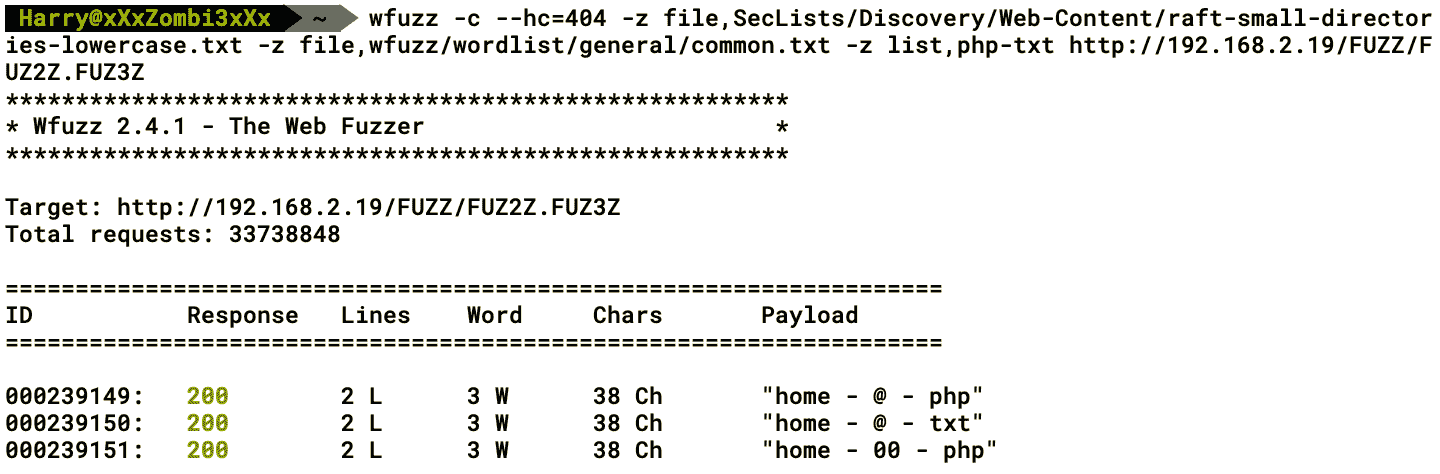 Harry@xXxZombi3xXx ~ wfuzz -c --hc=404 -z file,SecLists/Discovery/Web-Content/raft-small-director
ies-lowercase.txt -z file,wfuzz/wordlist/general/common.txt -z list,php-txt http://192.168.2.19/FUZZ/F
UZ2Z.FUZ3Z
********************************************************
* Wfuzz 2.4.1 - The Web Fuzzer                         *
********************************************************

Target: http://192.168.2.19/FUZZ/FUZ2Z.FUZ3Z
Total requests: 33738848

===================================================================
ID           Response   Lines    Word     Chars       Payload
===================================================================

000239149:   200        2 L      3 W      38 Ch       "home - @ - php"
000239150:   200        2 L      3 W      38 Ch       "home - @ - txt"
000239151:   200        2 L      3 W      38 Ch       "home - 00 - php"